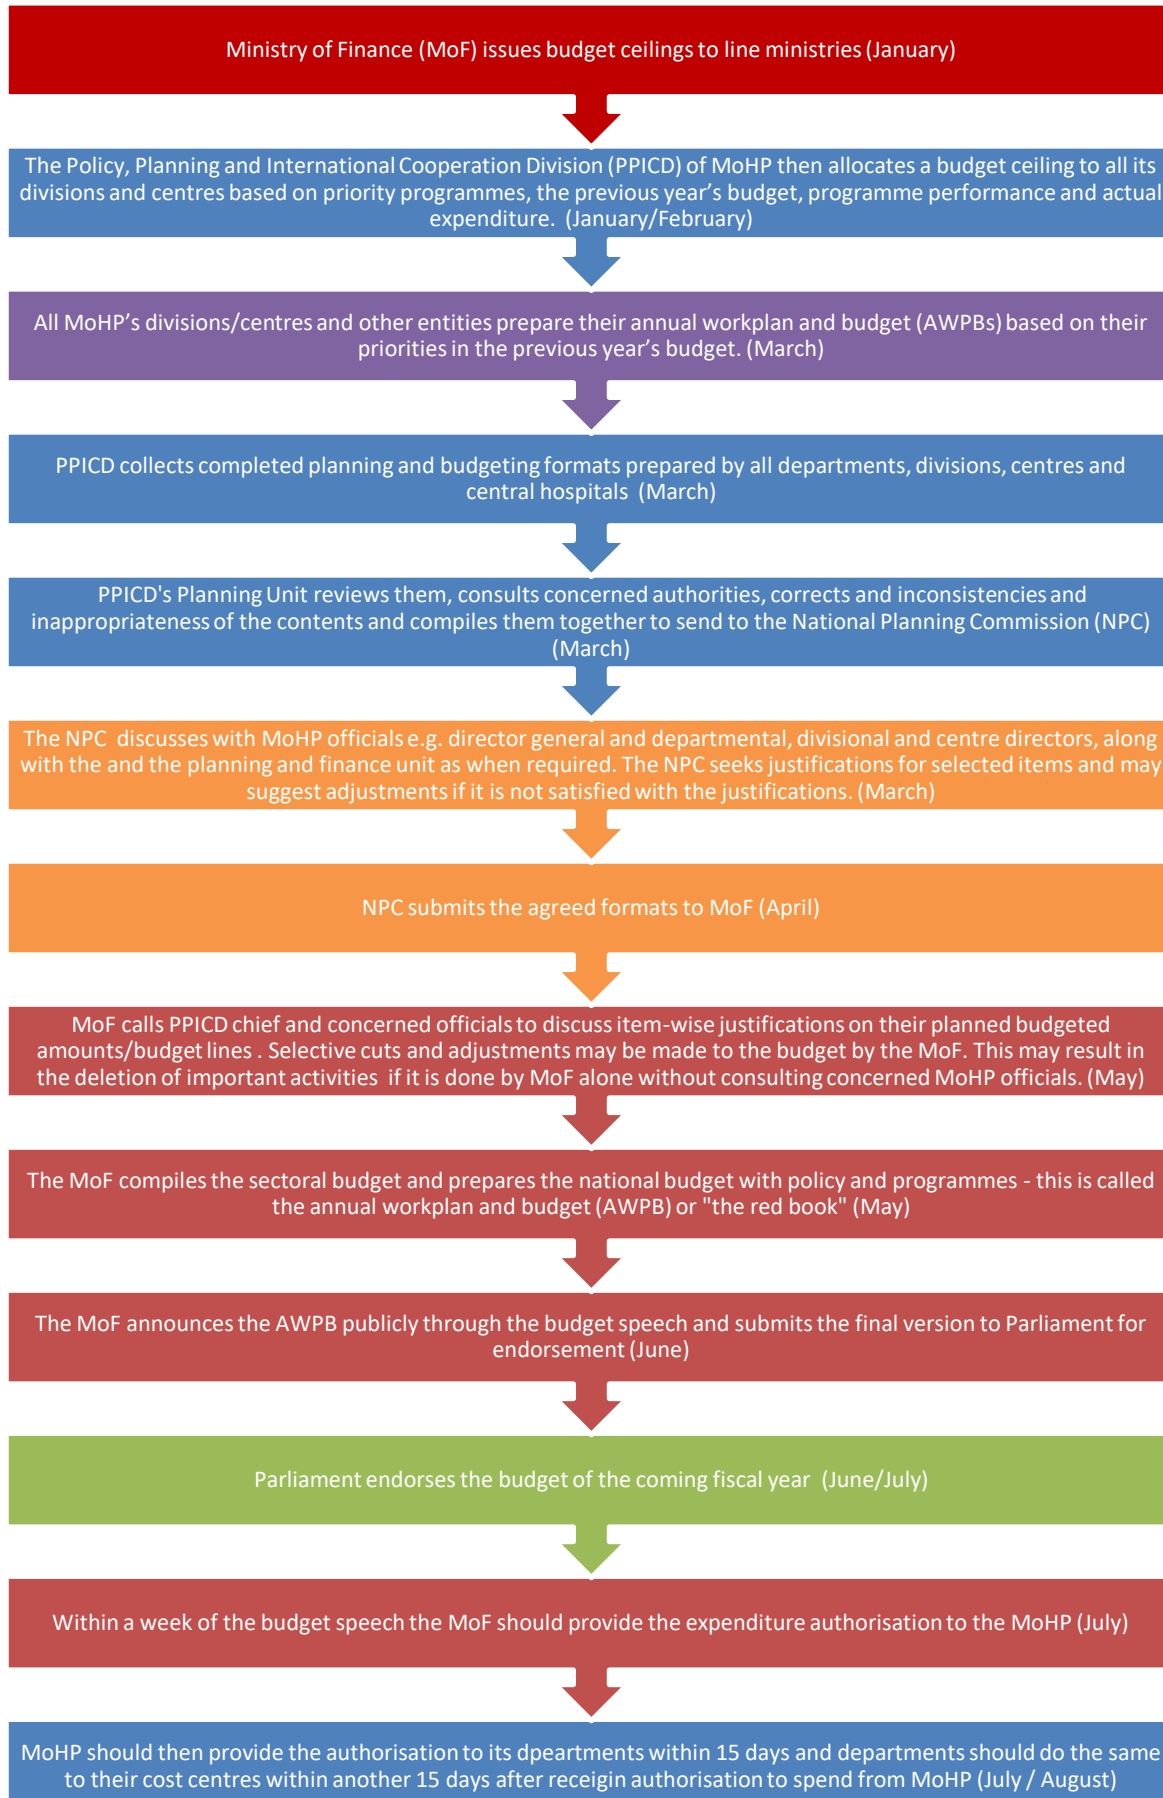 Ministry of Finance (MoF) issues budget ceilings to line ministries (January)
The Policy, Planning and International Cooperation Division (PPICD) of MoHP then allocates a budget ceiling to all its
divisions and centres based on priority programmes, the previous year's budget, programme performance and actual
expenditure. (January/February)
All MoHP's divisions/centres and other entities prepare their annual workplan and budget (AWPBs) based on their
priorities in the previous year's budget. (March)
PPICD collects completed planning and budgeting formats prepared by all departments, divisions, centres and
central hospitals (March)
PPICD's Planning Unit reviews them, consults concerned authorities, corrects and inconsistencies and
inappropriateness of the contents and compiles them together to send to the National Planning Commission (NPC)
(March)
The NPC discusses with MoHP officials e.g. director general and departmental, divisional and centre directors, along
with the and the planning and finance unit as when required. The NPC seeks justifications for selected items and may
suggest adjustments if it is not satisfied with the justifications. (March)
NPC submits the agreed formats to MoF (April)
MoF calls PPICD chief and concerned officials to discuss item-wise justifications on their planned budgeted
amounts/budget lines . Selective cuts and adjustments may be made to the budget by the MoF. This may result in
the deletion of important activities if it is done by MoF alone without consulting concerned MoHP officials. (May)
The MoF compiles the sectoral budget and prepares the national budget with policy and programmes - this is called
the annual workplan and budget (AWPB) or "the red book" (May)
The MoF announces the AWPB publicly through the budget speech and submits the final version to Parliament for
endorsement (June)
Parliament endorses the budget of the coming fiscal year (June/July)
Within a week of the budget speech the MoF should provide the expenditure authorisation to the MoHP (July)
MoHP should then provide the authorisation to its dpeartments within 15 days and departments should do the same
to their cost centres within another 15 days after receigin authorisation to spend from MoHP (July / August)